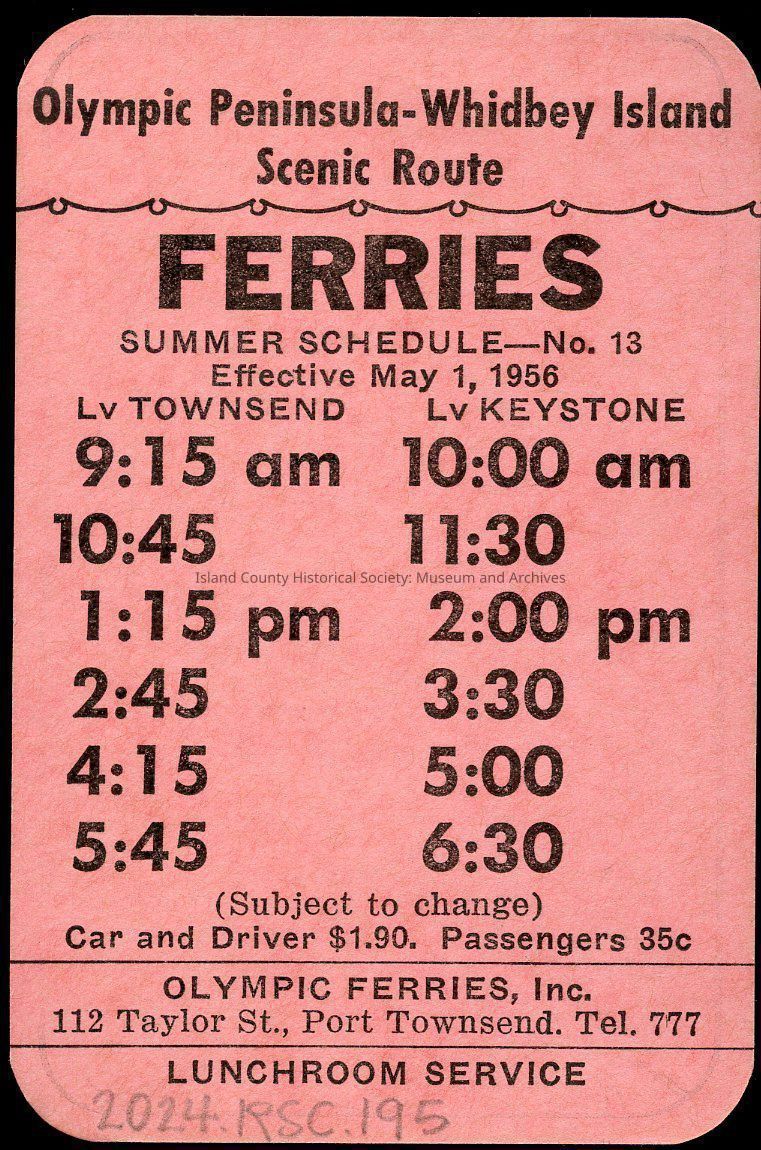 Olympic Peninsula-Whidbey Island
Scenic Route
FERRIES
SUMMER SCHEDULE—No. 13
Effective May 1, 1956
Lv TOWNSEND Lv KEYSTONE
9:15 am 10:00 am
10:45 11:30
Island County Historical Society: Museum and Archives
1:15 pm 2:00 pm
2:45 3:30
4:15 5:00
5:45 6:30
(Subject to change)
Car and Driver $1.90. Passengers 35c
OLYMPIC FERRIES, Inc.
112 Taylor St., Port Townsend. Tel. 777
LUNCHROOM SERVICE
2024.RSC.195